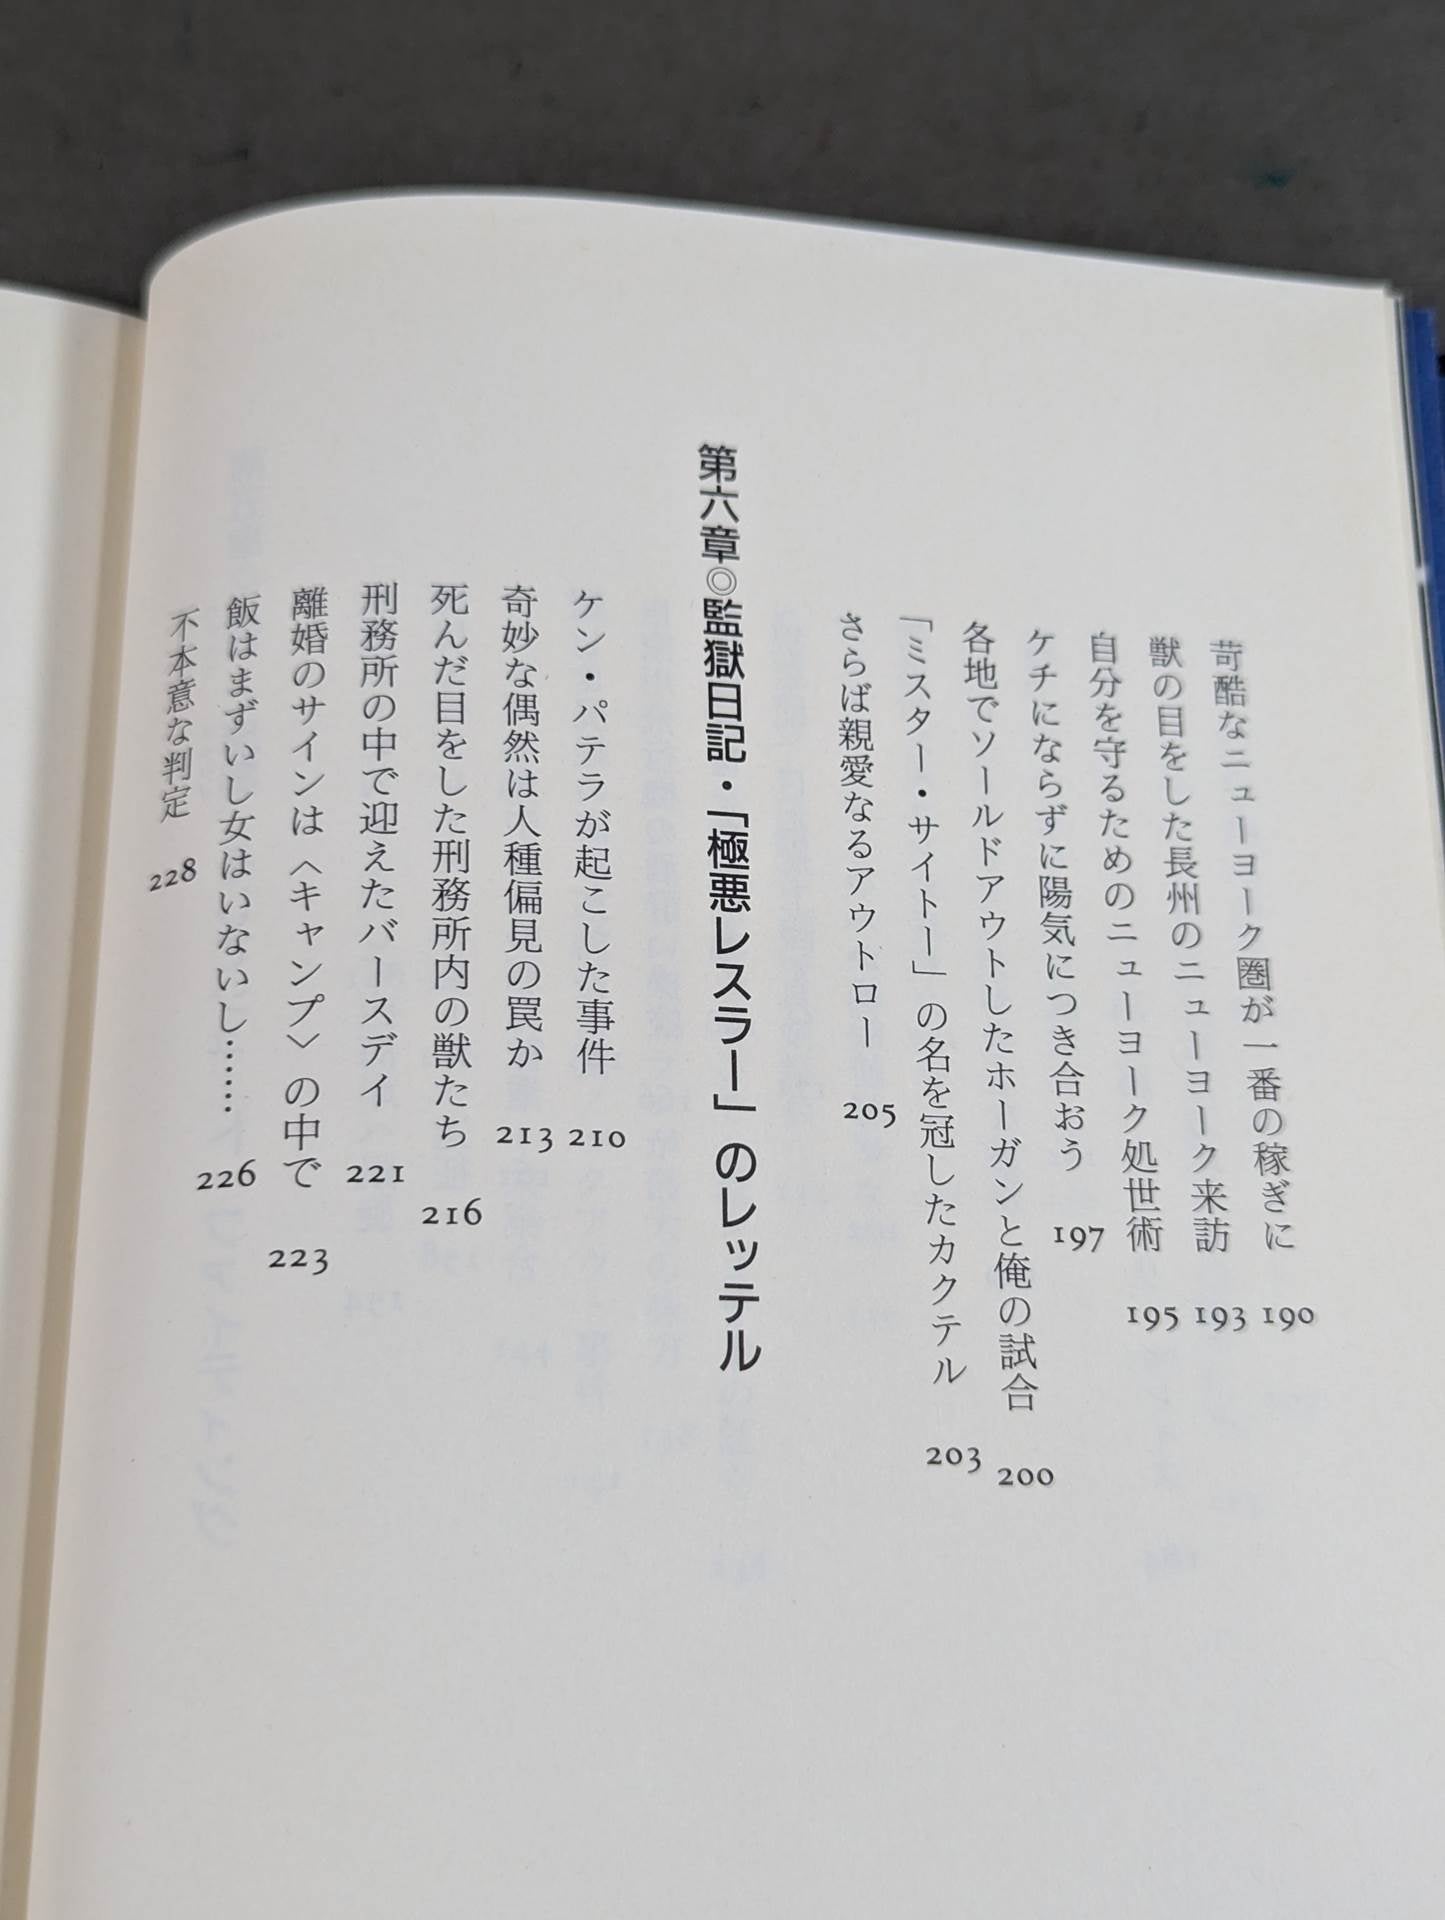 苛酷なニューヨーク圏が一番の稼ぎに 190
獣の目をした長州のニューヨーク来訪 193
自分を守るためのニューヨーク処世術 195
ケチにならずに陽気につき合おう 197
各地でソールドアウトしたホーガンと俺の試合 200
「ミスター・サイトー」の名を冠したカクテル 203
さらば親愛なるアウトロー 205
第六章◎監獄日記・「極悪レスラー」のレッテル
ケン・パテラが起こした事件 210
奇妙な偶然は人種偏見の罠か 213
死んだ目をした刑務所内の獣たち 216
刑務所の中で迎えたバースデイ 221
離婚のサインは〈キャンプ〉の中で 223
飯はまずいし女はいないし…… 226
不本意な判定 228